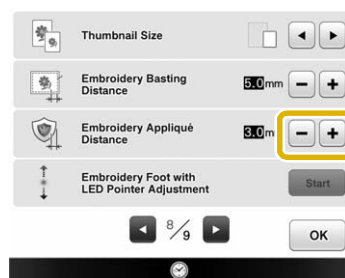 Thumbnail Size
Embroidery Basting
Distance
5.0mm
Embroidery Appliqué
Distance
3.0m
Embroidery Foot with
LED Pointer Adjustment
Start
8/9
OK